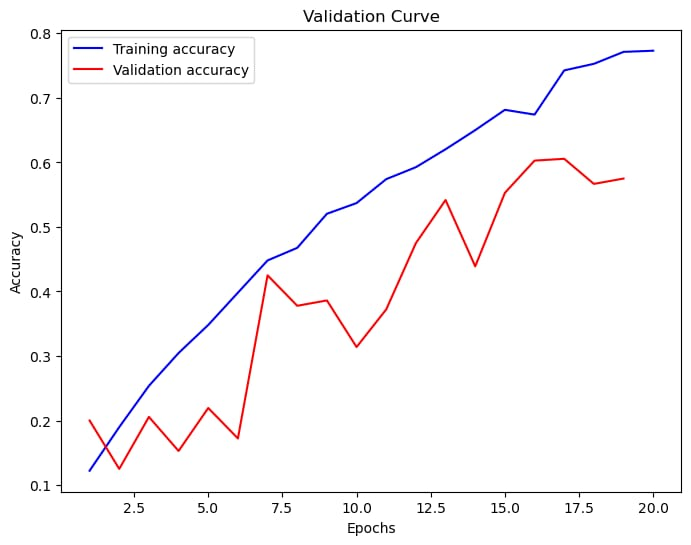 Validation Curve
Training accuracy
Validation accuracy
Accuracy
0.8
0.7
0.6
0.5
0.4
0.3
0.2
0.1
2.5 5.0 7.5 10.0 12.5 15.0 17.5 20.0
Epochs